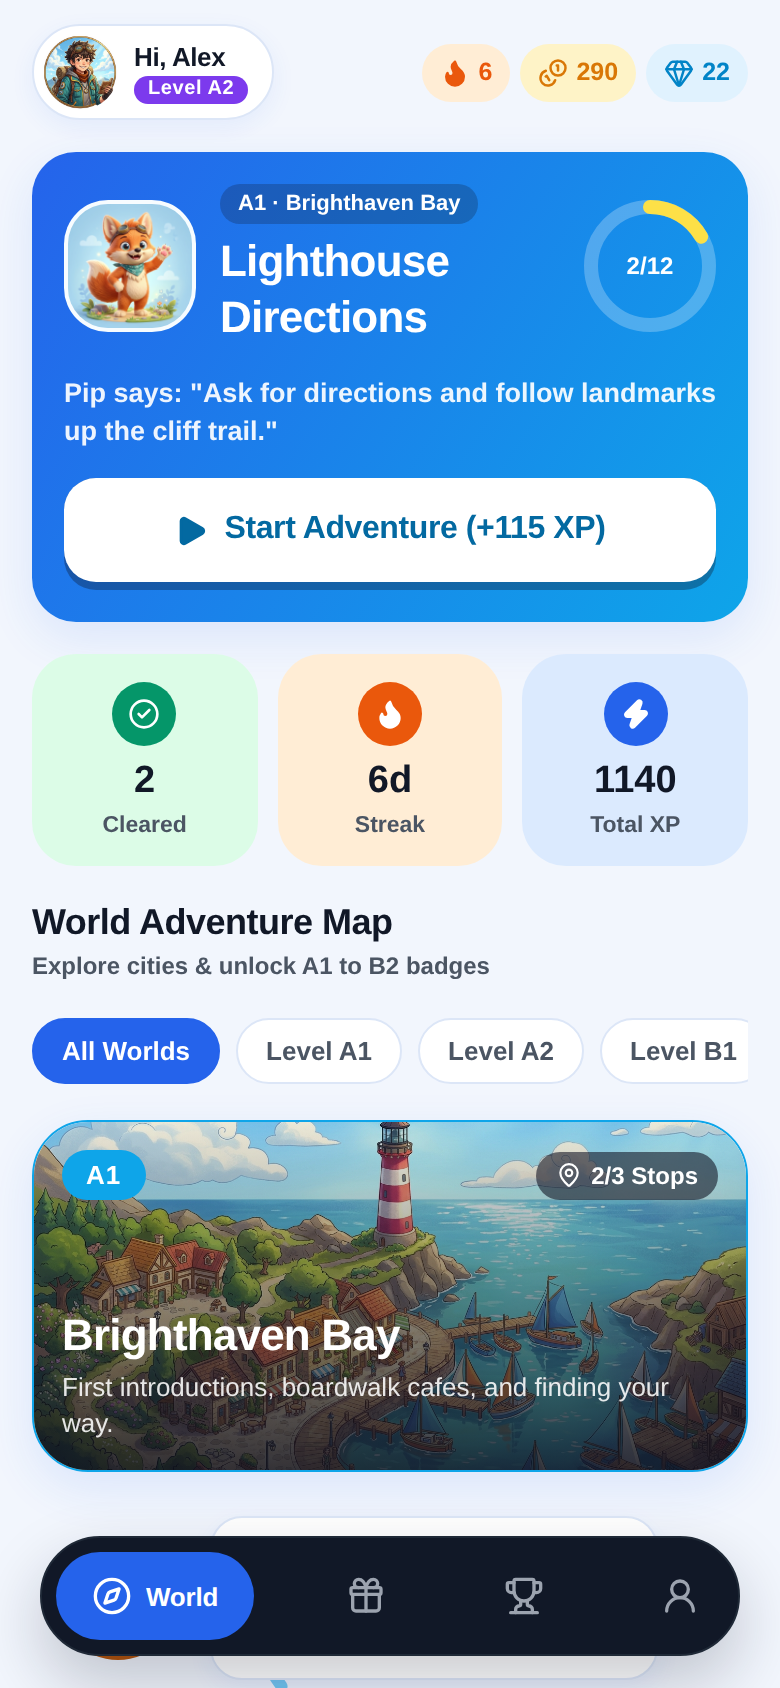 Hi, Alex
Level A2
6
290
22
A1 · Brighthaven Bay
Lighthouse
Directions
2/12
Pip says: "Ask for directions and follow landmarks
up the cliff trail."
Start Adventure (+115 XP)
2
Cleared
6d
Streak
1140
Total XP
World Adventure Map
Explore cities & unlock A1 to B2 badges
All Worlds
Level A1
Level A2
Level B1
A1
2/3 Stops
Brighthaven Bay
First introductions, boardwalk cafes, and finding your
way.
World